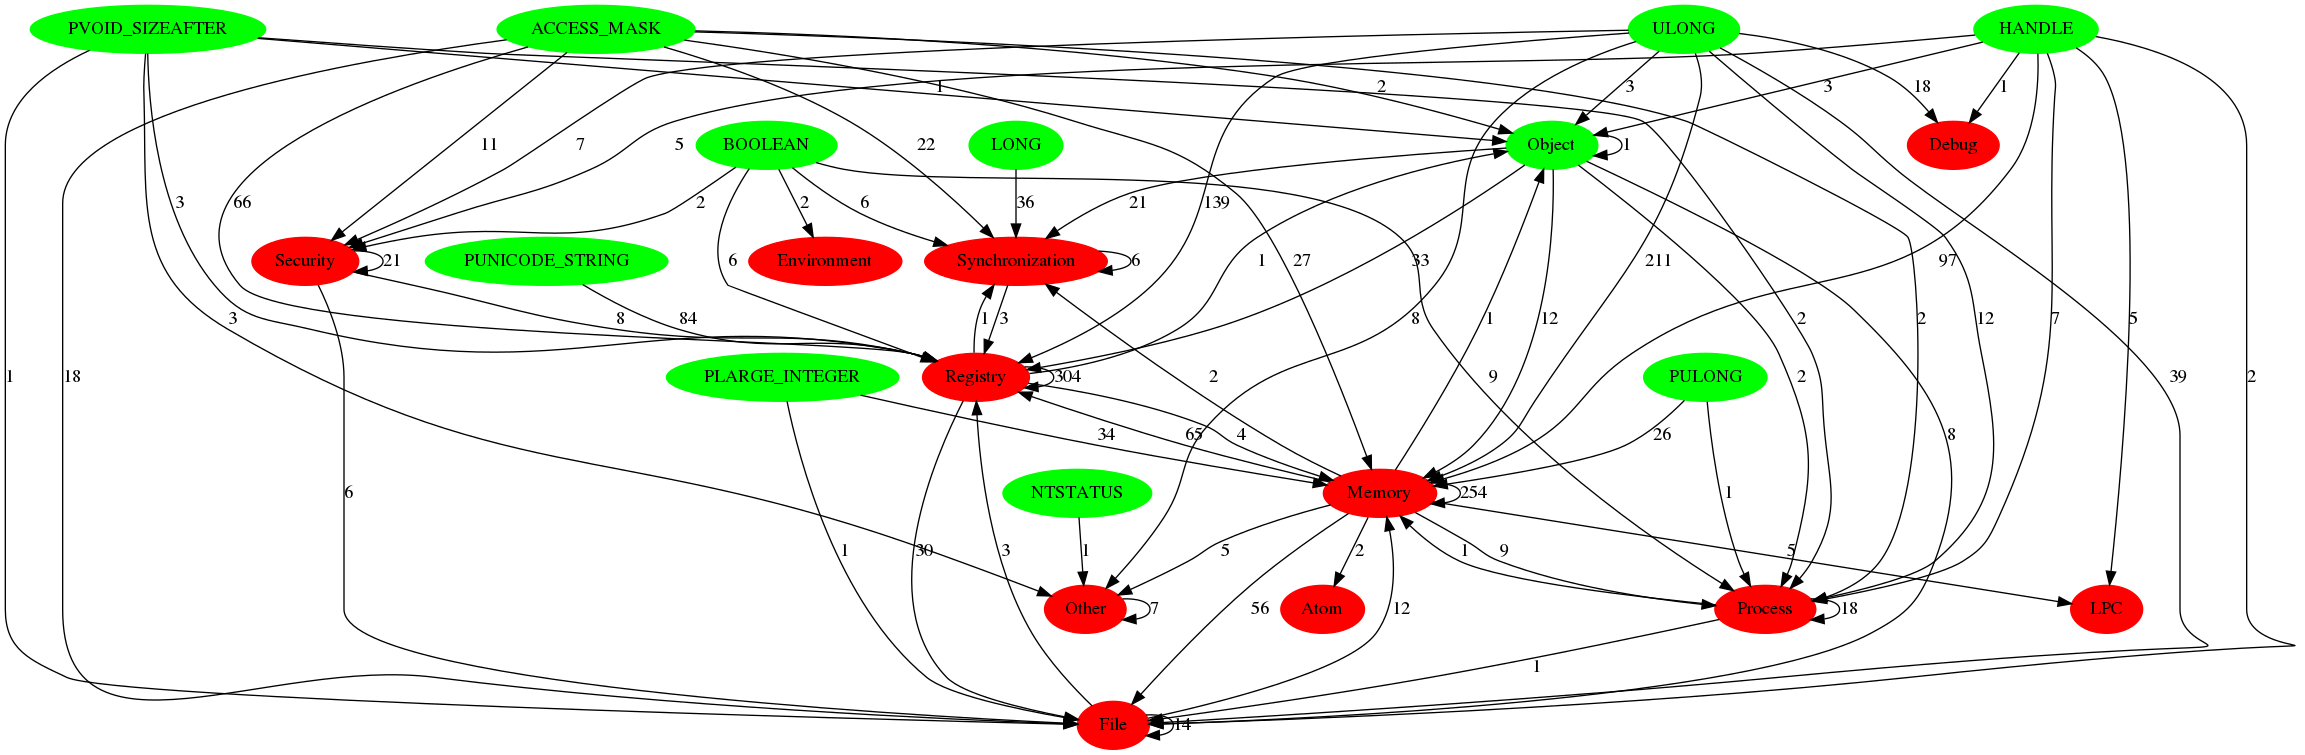 PVOID_SIZEAFTER ACCESS_MASK ULONG HANDLE
1 2 3 18 3 1
BOOLEAN LONG Object 1 Debug
11 7 5 22
3 66 2 2 6 36 21 139
Security 21 PUNICODE_STRING Environment Synchronization 6 1 27 33 211 97
6
3 8 84 1 3 8 1 12 2 2 12 7 5
PLARGE_INTEGER Registry 304 PULONG
1 18 2 9 2 39 2
34 65 4 26 8
6 NTSTATUS Memory 254 1
1 30 3 1 5 2 1 9 5
56 12
Other 7 Atom Process 18 LPC
1
File 14